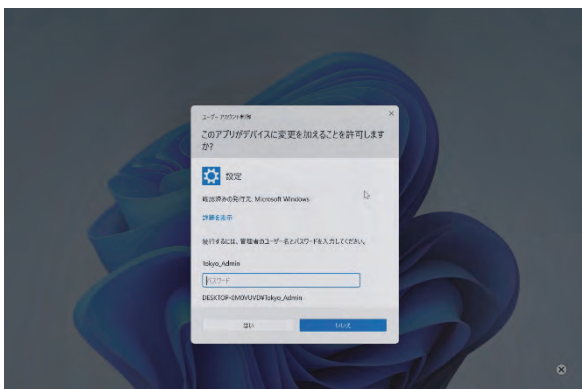 ユーザー アカウント制御
このアプリがデバイスに変更を加えることを許可します
か?
設定
確認済みの発行元: Microsoft Windows
詳細を表示
続行するには、管理者のユーザー名とパスワードを入力してください。
Tokyo_Admin
パスワード
DESKTOP-0M0VUVD¥Tokyo_Admin
はい
いいえ